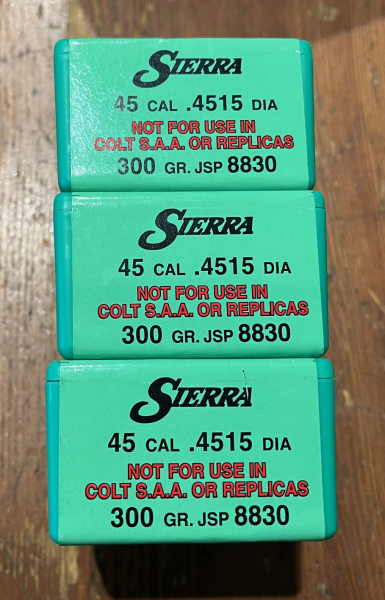 SIERRA
45 CAL .4515 DIA
NOT FOR USE IN
COLT S.A.A. OR REPLICAS
300 GR. JSP 8830
SIERRA
45 CAL .4515 DIA
NOT FOR USE IN
COLT S.A.A. OR REPLICAS
300 GR. JSP 8830
SIERRA
45 CAL .4515 DIA
NOT FOR USE IN
COLT S.A.A. OR REPLICAS
300 GR. JSP 8830